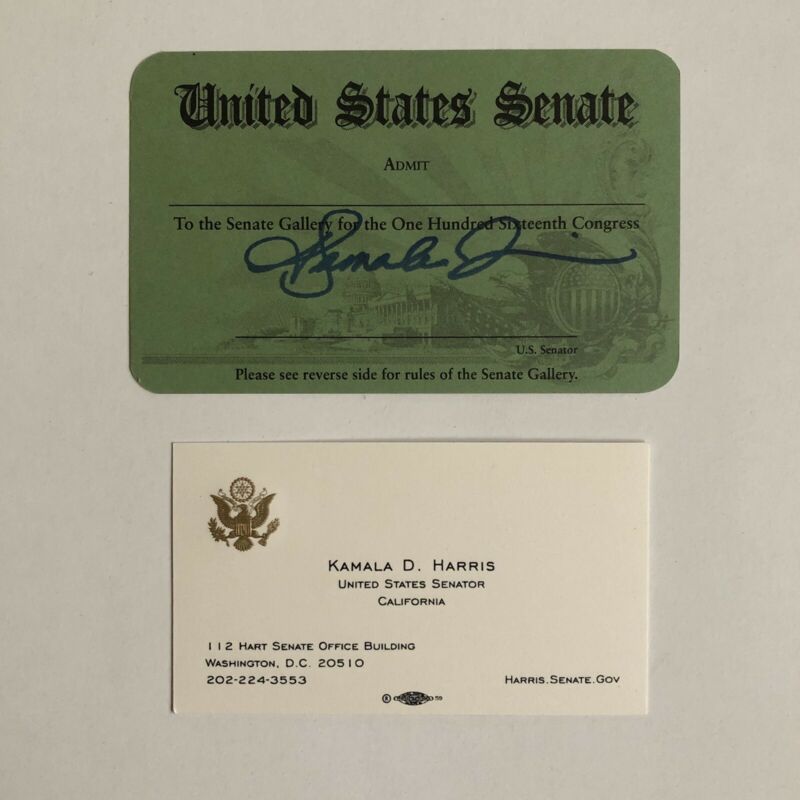 United States Senate
ADMIT
To the Senate Gallery for the One Hundred Sixteenth Congress
Kamala
U.S. Senator
Please see reverse side for rules of the Senate Gallery.
KAMALA D. HARRIS
UNITED STATES SENATOR
CALIFORNIA
112 HART SENATE OFFICE BUILDING
WASHINGTON, D.C. 20510
202-224-3553
HARRIS.SENATE.GOV
® 59